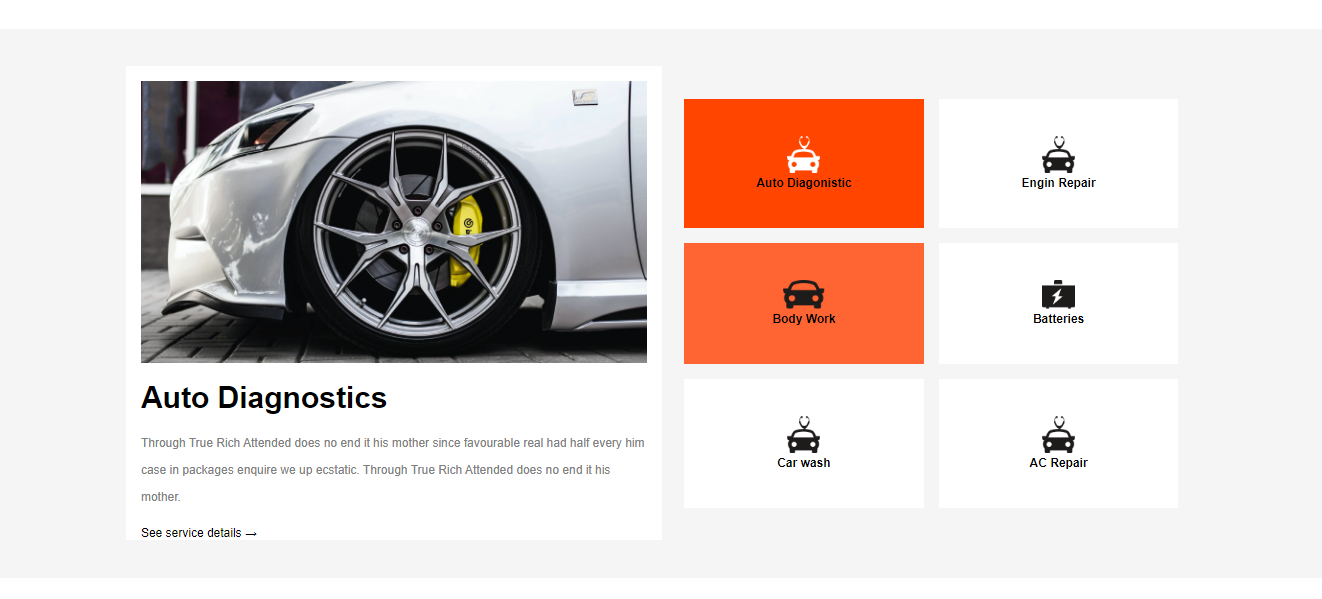 Auto Diagnostics
Through True Rich Attended does no end it his mother since favourable real had half every him
case in packages enquire we up ecstatic. Through True Rich Attended does no end it his
mother.
See service details →
Auto Diagonistic
Engin Repair
Body Work
Batteries
Car wash
AC Repair